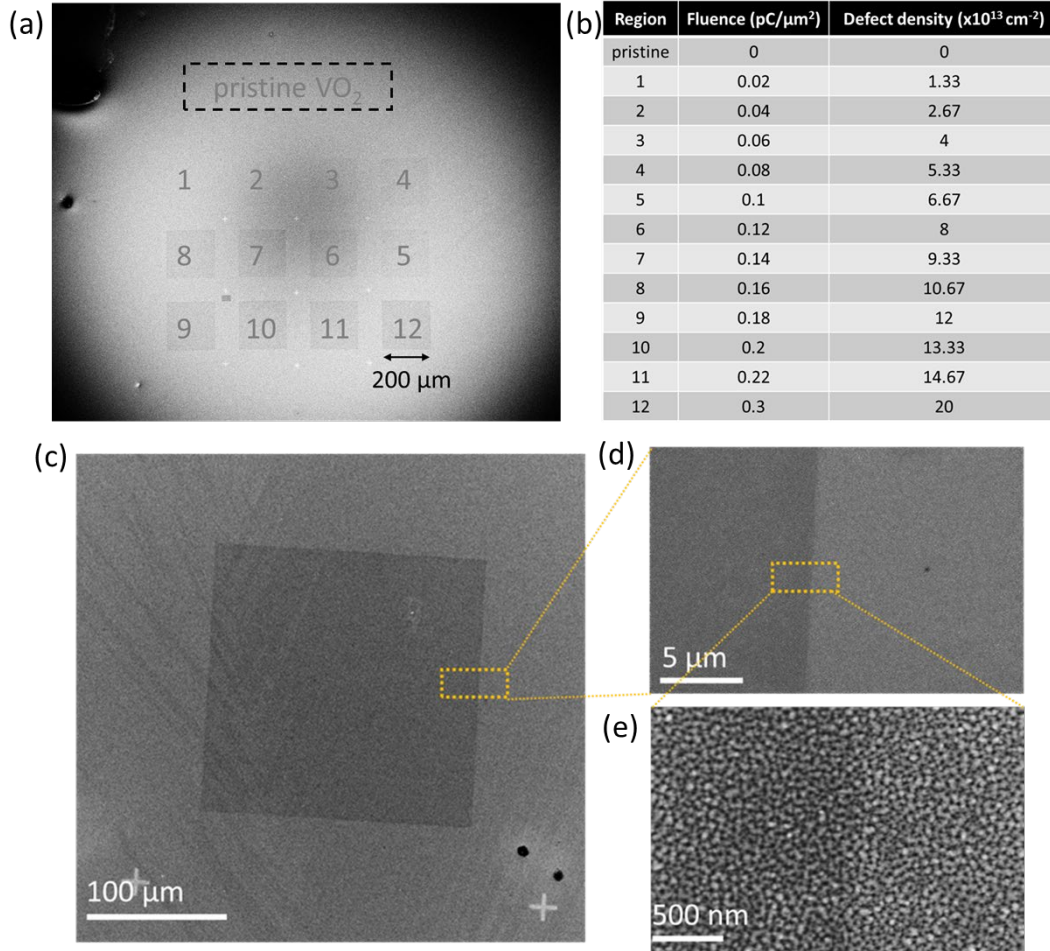 (a)
pristine VO₂
1 2 3 4
8 7 6 5
9 10 11 12
200 µm
(b)
Region Fluence (pC/µm²) Defect density (x10¹³ cm⁻²)
pristine 0 0
1 0.02 1.33
2 0.04 2.67
3 0.06 4
4 0.08 5.33
5 0.1 6.67
6 0.12 8
7 0.14 9.33
8 0.16 10.67
9 0.18 12
10 0.2 13.33
11 0.22 14.67
12 0.3 20
(c)
100 µm
(d)
5 µm
(e)
500 nm